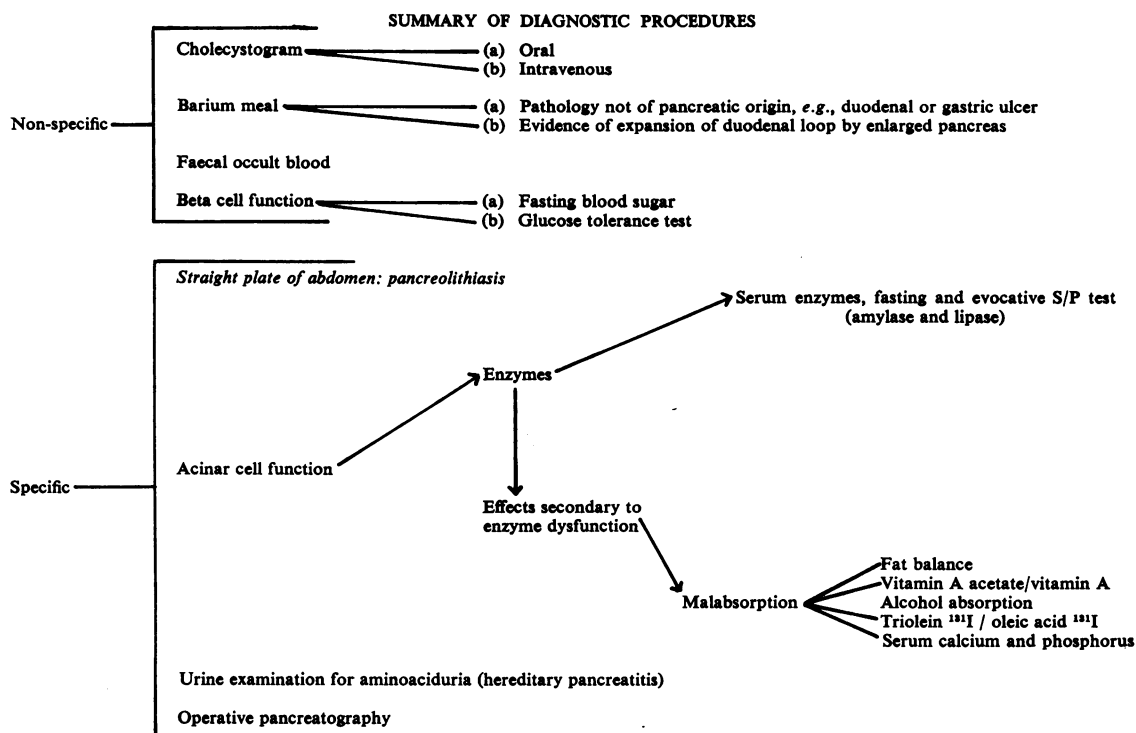 SUMMARY OF DIAGNOSTIC PROCEDURES
Non-specific
Cholecystogram
(a) Oral
(b) Intravenous
Barium meal
(a) Pathology not of pancreatic origin, e.g., duodenal or gastric ulcer
(b) Evidence of expansion of duodenal loop by enlarged pancreas
Faecal occult blood
Beta cell function
(a) Fasting blood sugar
(b) Glucose tolerance test
Specific
Straight plate of abdomen: pancreolithiasis
Acinar cell function
Enzymes
Serum enzymes, fasting and evocative S/P test
(amylase and lipase)
Effects secondary to
enzyme dysfunction
Malabsorption
Fat balance
Vitamin A acetate/vitamin A
Alcohol absorption
Triolein ¹³¹I / oleic acid ¹³¹I
Serum calcium and phosphorus
Urine examination for aminoaciduria (hereditary pancreatitis)
Operative pancreatography